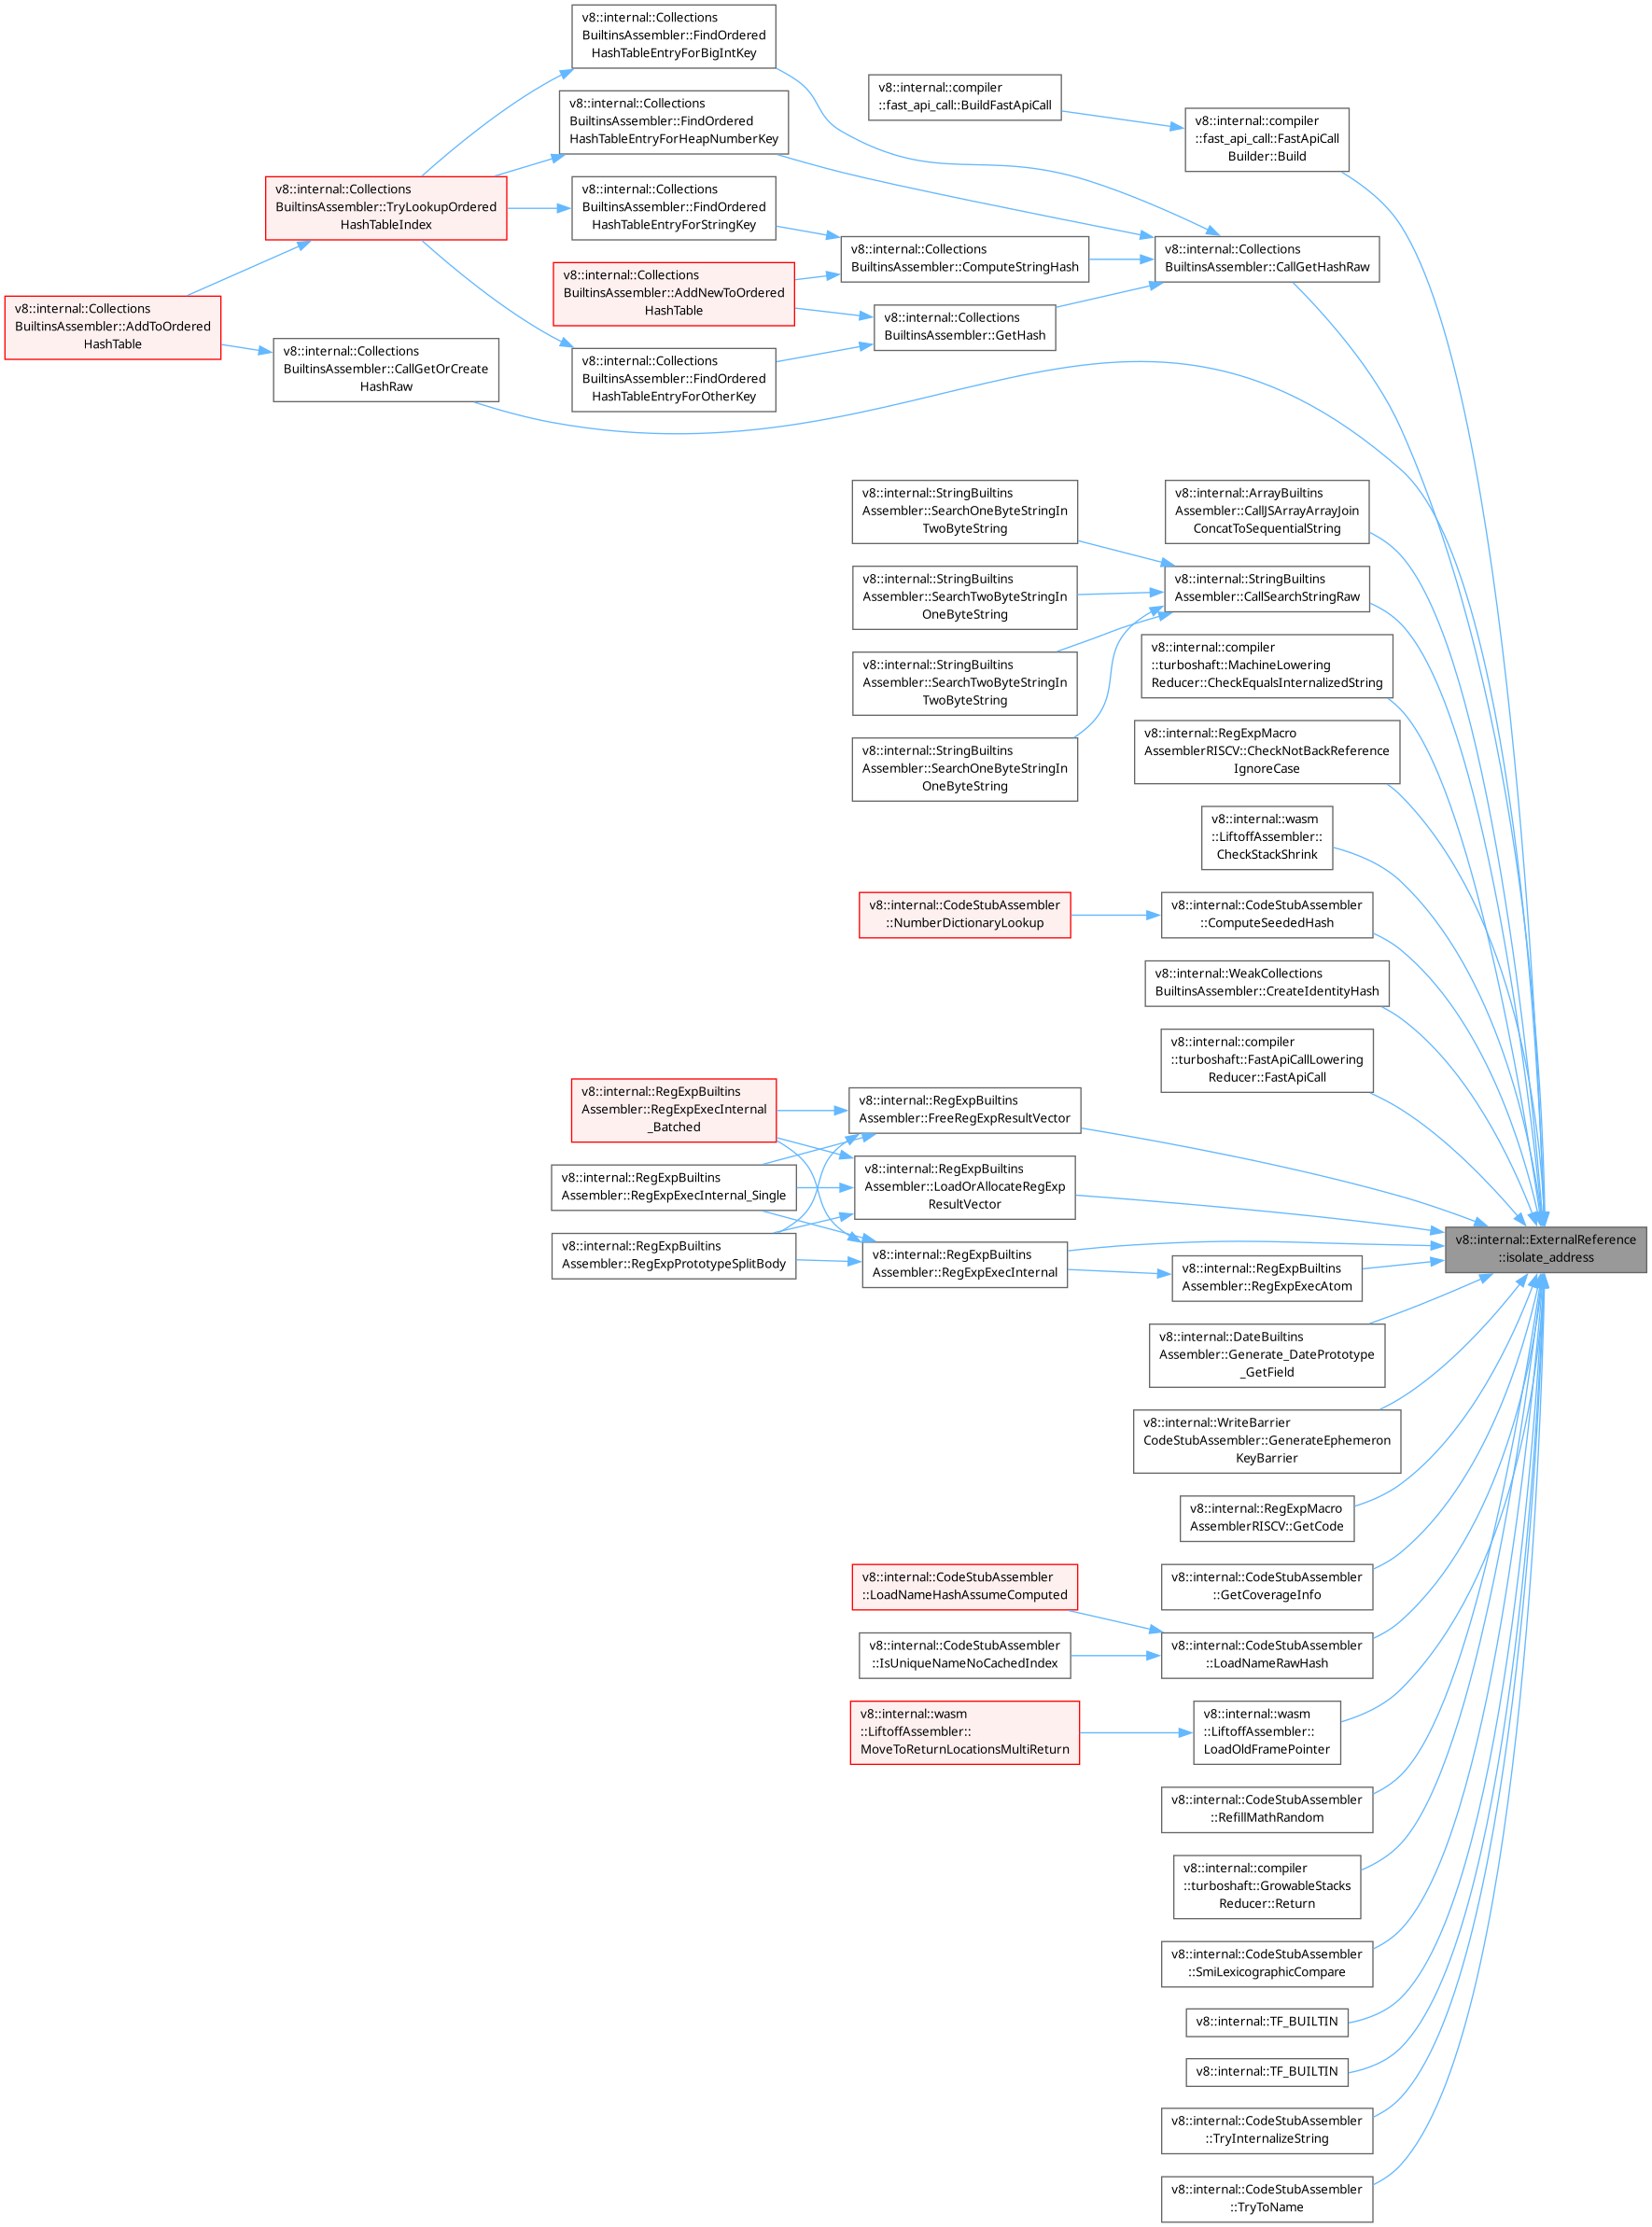 v8::internal::Collections
BuiltinsAssembler::FindOrdered
HashTableEntryForBigIntKey
v8::internal::compiler
::fast_api_call::BuildFastApiCall
v8::internal::Collections
BuiltinsAssembler::FindOrdered
HashTableEntryForHeapNumberKey
v8::internal::compiler
::fast_api_call::FastApiCall
Builder::Build
v8::internal::Collections
BuiltinsAssembler::TryLookupOrdered
HashTableIndex
v8::internal::Collections
BuiltinsAssembler::FindOrdered
HashTableEntryForStringKey
v8::internal::Collections
BuiltinsAssembler::ComputeStringHash
v8::internal::Collections
BuiltinsAssembler::CallGetHashRaw
v8::internal::Collections
BuiltinsAssembler::AddNewToOrdered
HashTable
v8::internal::Collections
BuiltinsAssembler::AddToOrdered
HashTable
v8::internal::Collections
BuiltinsAssembler::GetHash
v8::internal::Collections
BuiltinsAssembler::CallGetOrCreate
HashRaw
v8::internal::Collections
BuiltinsAssembler::FindOrdered
HashTableEntryForOtherKey
v8::internal::StringBuiltins
Assembler::SearchOneByteStringIn
TwoByteString
v8::internal::ArrayBuiltins
Assembler::CallJSArrayArrayJoin
ConcatToSequentialString
v8::internal::StringBuiltins
Assembler::SearchTwoByteStringIn
OneByteString
v8::internal::StringBuiltins
Assembler::CallSearchStringRaw
v8::internal::StringBuiltins
Assembler::SearchTwoByteStringIn
TwoByteString
v8::internal::compiler
::turboshaft::MachineLowering
Reducer::CheckEqualsInternalizedString
v8::internal::StringBuiltins
Assembler::SearchOneByteStringIn
OneByteString
v8::internal::RegExpMacro
AssemblerRISCV::CheckNotBackReference
IgnoreCase
v8::internal::wasm
::LiftoffAssembler::
CheckStackShrink
v8::internal::CodeStubAssembler
::NumberDictionaryLookup
v8::internal::CodeStubAssembler
::ComputeSeededHash
v8::internal::WeakCollections
BuiltinsAssembler::CreateIdentityHash
v8::internal::compiler
::turboshaft::FastApiCallLowering
Reducer::FastApiCall
v8::internal::RegExpBuiltins
Assembler::RegExpExecInternal
_Batched
v8::internal::RegExpBuiltins
Assembler::FreeRegExpResultVector
v8::internal::RegExpBuiltins
Assembler::RegExpExecInternal_Single
v8::internal::RegExpBuiltins
Assembler::LoadOrAllocateRegExp
ResultVector
v8::internal::RegExpBuiltins
Assembler::RegExpPrototypeSplitBody
v8::internal::RegExpBuiltins
Assembler::RegExpExecInternal
v8::internal::RegExpBuiltins
Assembler::RegExpExecAtom
v8::internal::ExternalReference
::isolate_address
v8::internal::DateBuiltins
Assembler::Generate_DatePrototype
_GetField
v8::internal::WriteBarrier
CodeStubAssembler::GenerateEphemeron
KeyBarrier
v8::internal::RegExpMacro
AssemblerRISCV::GetCode
v8::internal::CodeStubAssembler
::LoadNameHashAssumeComputed
v8::internal::CodeStubAssembler
::GetCoverageInfo
v8::internal::CodeStubAssembler
::IsUniqueNameNoCachedIndex
v8::internal::CodeStubAssembler
::LoadNameRawHash
v8::internal::wasm
::LiftoffAssembler::
MoveToReturnLocationsMultiReturn
v8::internal::wasm
::LiftoffAssembler::
LoadOldFramePointer
v8::internal::CodeStubAssembler
::RefillMathRandom
v8::internal::compiler
::turboshaft::GrowableStacks
Reducer::Return
v8::internal::CodeStubAssembler
::SmiLexicographicCompare
v8::internal::TF_BUILTIN
v8::internal::TF_BUILTIN
v8::internal::CodeStubAssembler
::TryInternalizeString
v8::internal::CodeStubAssembler
::TryToName